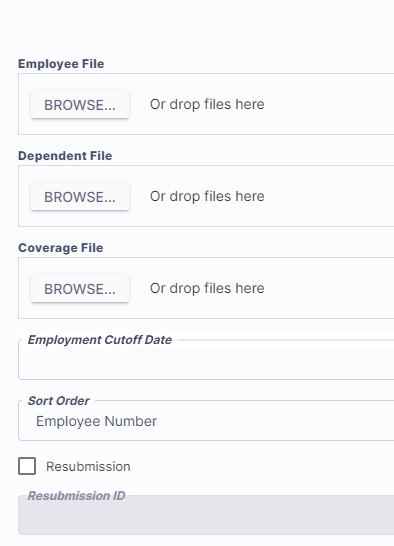 Employee File
BROWSE... Or drop files here
Dependent File
BROWSE... Or drop files here
Coverage File
BROWSE... Or drop files here
Employment Cutoff Date
Sort Order
Employee Number
Resubmission
Resubmission ID